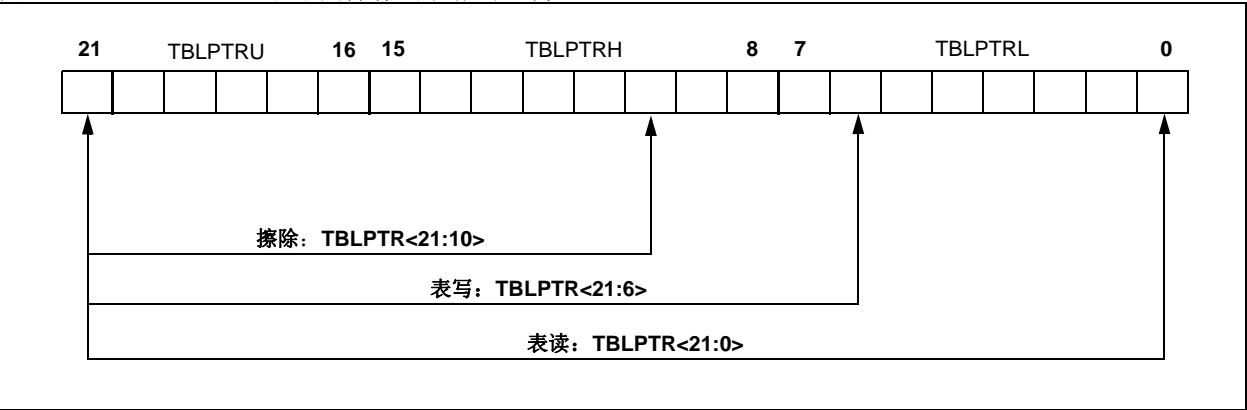 21 TBLPTRU 16 15 TBLPTRH 8 7 TBLPTRL 0
擦除：TBLPTR<21:10>
表写：TBLPTR<21:6>
表读：TBLPTR<21:0>